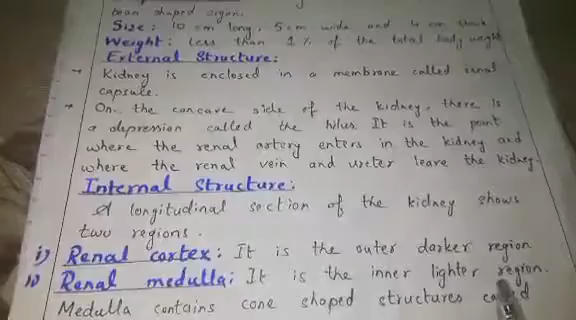 bean shaped organ.
Size: 10 cm long, 5 cm wide and 4 cm thick
Weight: Less than 1% of the total body weight
External Structure:
→ Kidney is enclosed in a membrane called renal
capsule.
→ On the concave side of the kidney, there is
a depression called the hilus. It is the point
where the renal artery enters in the kidney and
where the renal vein and ureter leave the kidney.
Internal Structure:
A longitudinal section of the kidney shows
two regions.
i) Renal cortex: It is the outer darker region
ii) Renal medulla: It is the inner lighter region.
Medulla contains cone shaped structures